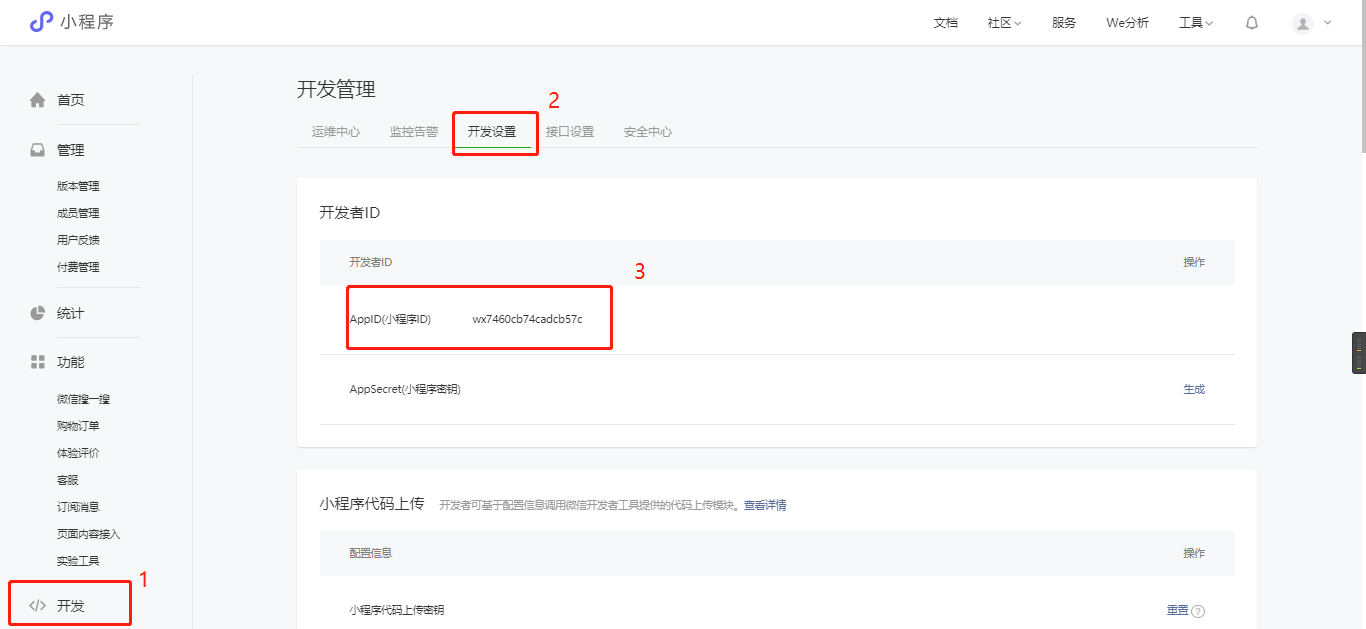 小程序
文档 社区 服务 We分析 工具
首页
管理
版本管理
成员管理
用户反馈
付费管理
统计
功能
微信搜一搜
购物订单
体验评价
客服
订阅消息
页面内容接入
实验工具
开发
1
开发管理
2
运维中心 监控告警 开发设置 接口设置 安全中心
开发者ID
开发者ID 操作
3
AppID(小程序ID) wx7460cb74cadcb57c
AppSecret(小程序密钥) 生成
小程序代码上传 开发者可基于配置信息调用微信开发者工具提供的代码上传模块。查看详情
配置信息 操作
小程序代码上传密钥 重置 ?